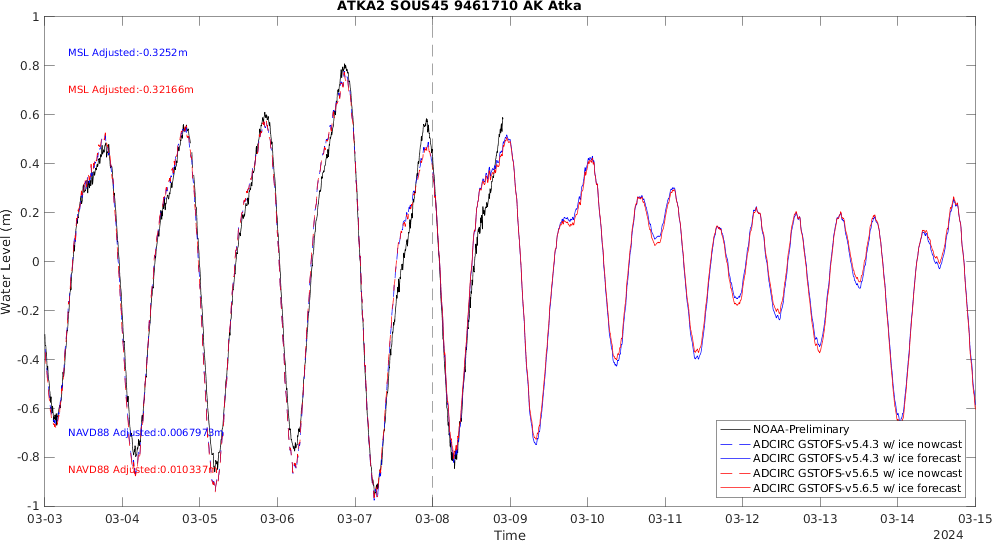 ATKA2 SOUS45 9461710 AK Atka
MSL Adjusted:-0.3252m
MSL Adjusted:-0.32166m
NAVD88 Adjusted:0.0067973m
NAVD88 Adjusted:0.010337m
Water Level (m)
1
0.8
0.6
0.4
0.2
0
-0.2
-0.4
-0.6
-0.8
-1
NOAA-Preliminary
ADCIRC GSTOFS-v5.4.3 w/ ice nowcast
ADCIRC GSTOFS-v5.4.3 w/ ice forecast
ADCIRC GSTOFS-v5.6.5 w/ ice nowcast
ADCIRC GSTOFS-v5.6.5 w/ ice forecast
03-03 03-04 03-05 03-06 03-07 03-08 03-09 03-10 03-11 03-12 03-13 03-14 03-15
Time
2024